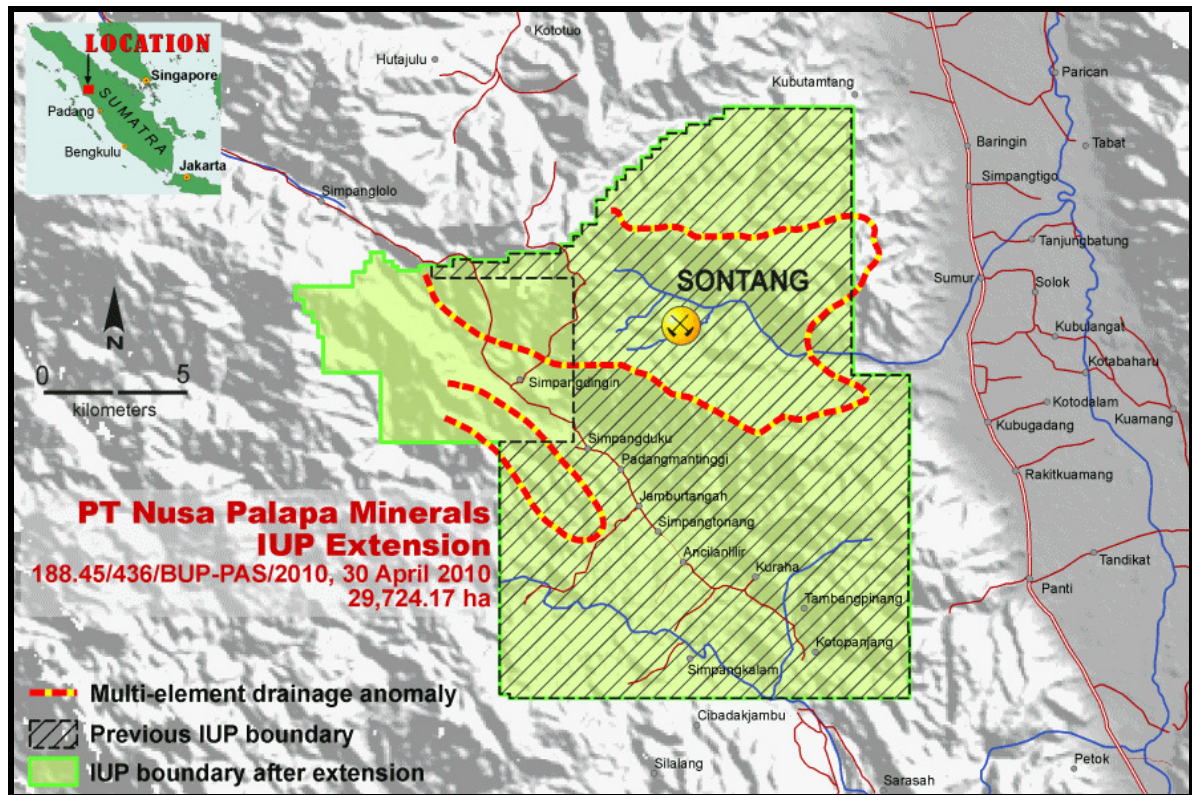 LOCATION
Singapore
SUMATRA
Padang
Bengkulu
Jakarta
Kototuo
Hutajulu
Kubutamtang
Parican
Baringin
Tabat
Simpangtigo
Simpanglolo
Tanjungbatung
SONTANG
Sumur
Solok
N
Kubulangat
0 5
kilometers
Simpangdingin
Kotabaharu
Kotodalam
Kuamang
Kubugadang
Simpangduku
Padangmantinggi
Rakitkuamang
Jamburtangah
PT Nusa Palapa Minerals
IUP Extension
188.45/436/BUP-PAS/2010, 30 April 2010
29,724.17 ha
Simpangtonang
Ancilanllir
Tandikat
Kuraha
Panti
Tambangpinang
Kotopanjang
Simpangkalam
Multi-element drainage anomaly
Previous IUP boundary
IUP boundary after extension
Cibadakjambu
Silalang
Petok
Sarasah